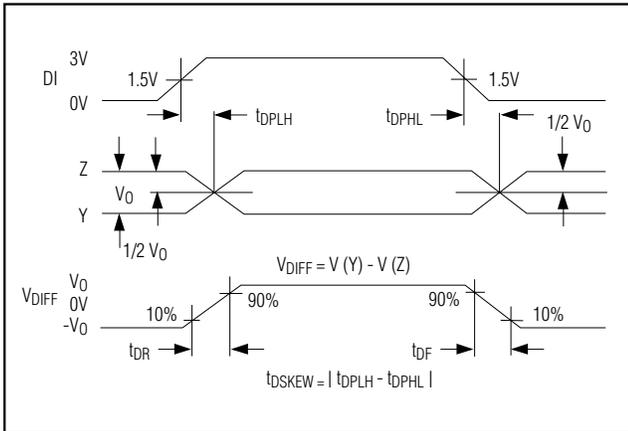 3V
DI
1.5V
1.5V
0V
tDPLH
tDPHL
1/2 VO
Z
VO
Y
1/2 VO
VDIFF = V (Y) - V (Z)
VO
VDIFF 0V
-VO
10%
90%
90%
10%
tDR
tDF
tDSKEW = | tDPLH - tDPHL |